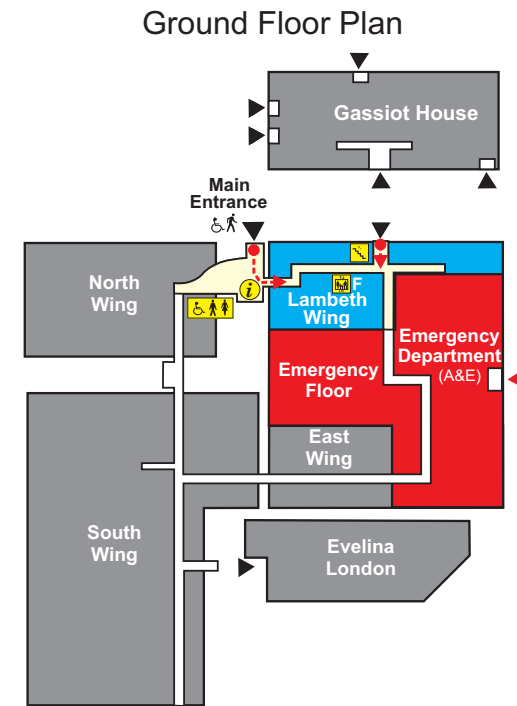 Ground Floor Plan
Gassiot House
Main
Entrance
North
Wing
i
F
Lambeth
Wing
Emergency
Department
(A&E)
Emergency
Floor
East
Wing
South
Wing
Evelina
London